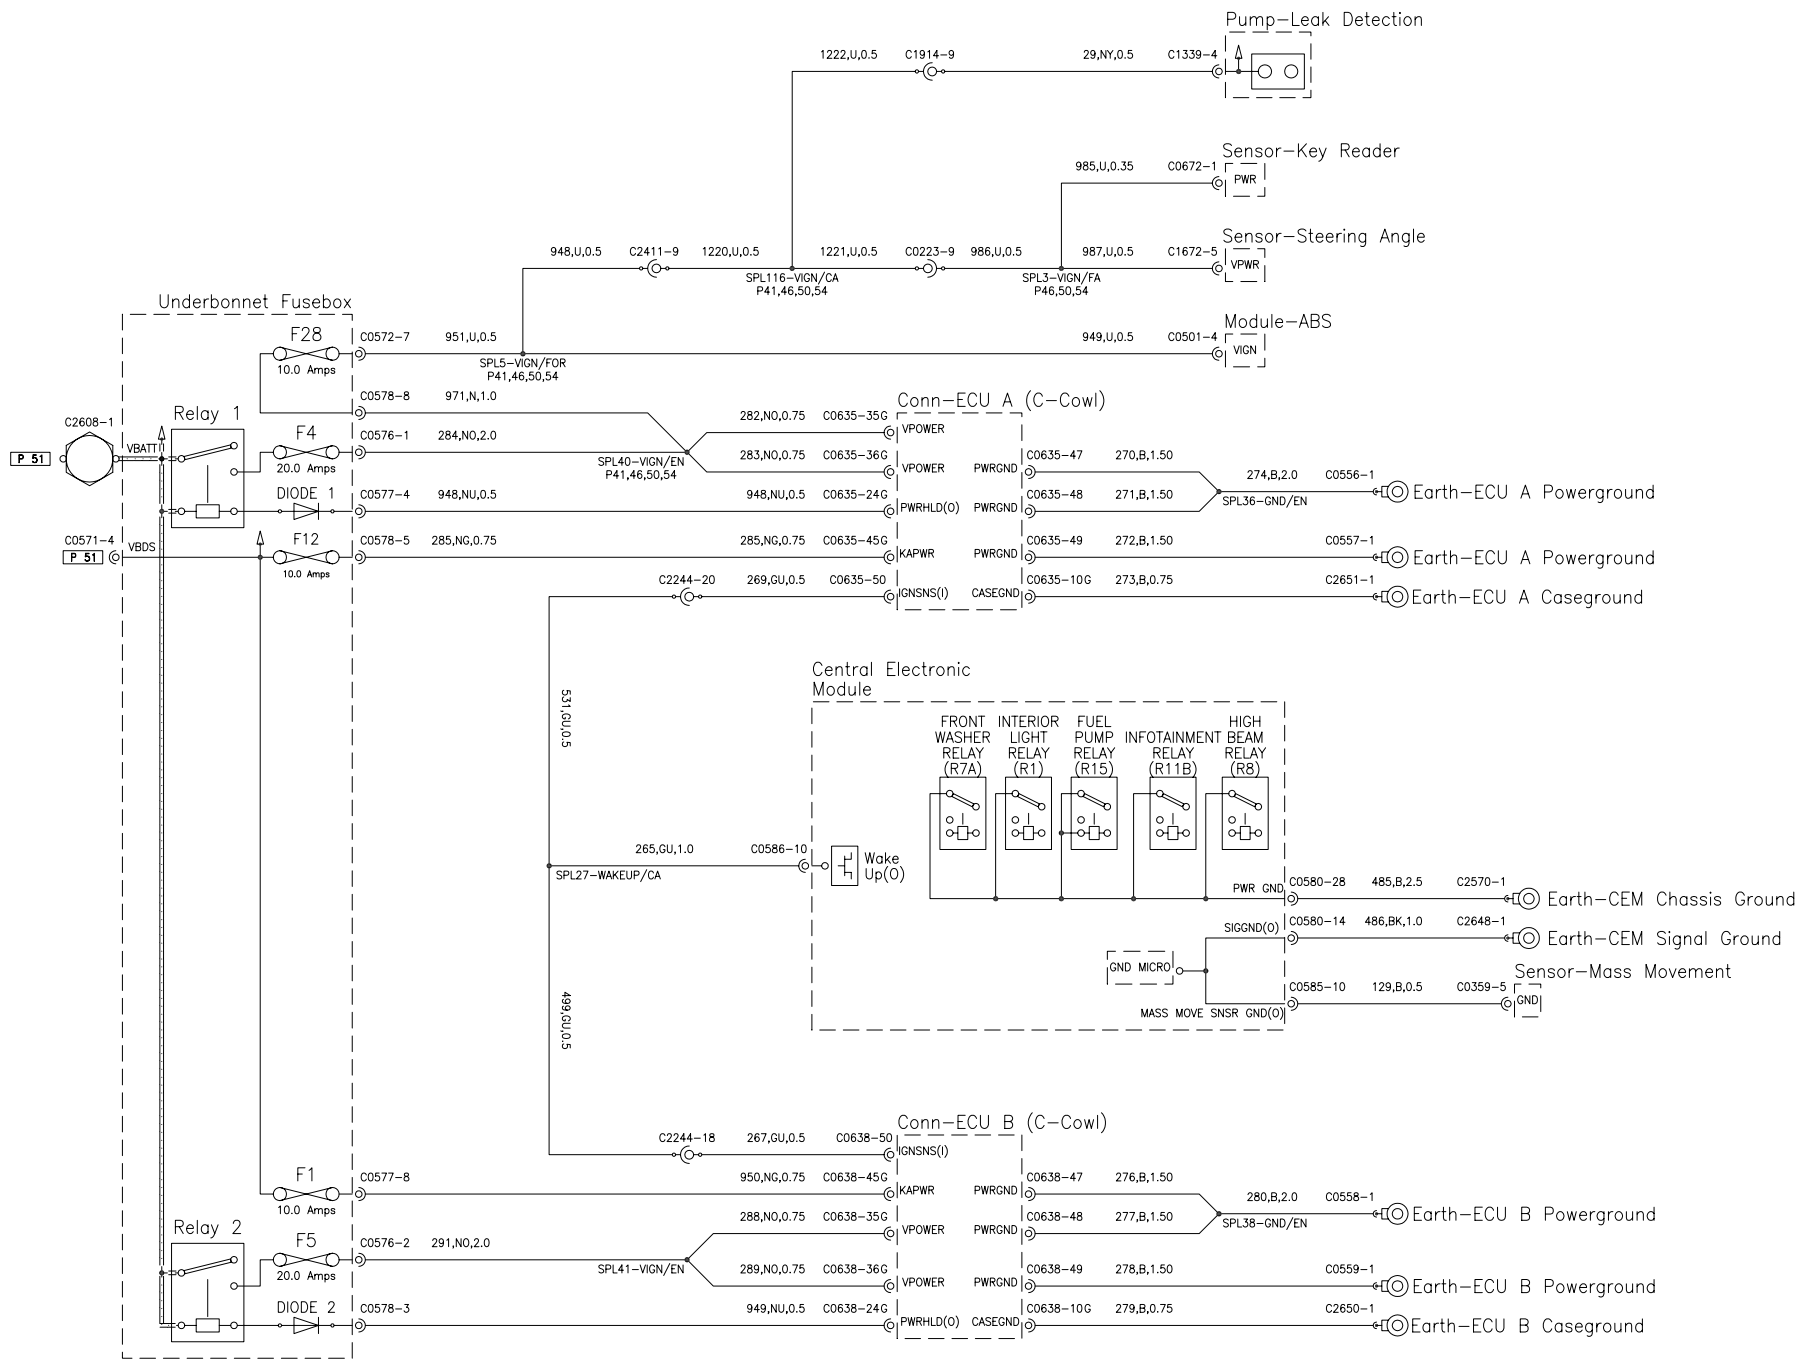 Pump-Leak Detection
1222,U,0.5
C1914-9
29,NY,0.5
C1339-4
Sensor-Key Reader
985,U,0.35
C0672-1
PWR
Sensor-Steering Angle
948,U,0.5
C2411-9
1220,U,0.5
1221,U,0.5
C0223-9
986,U,0.5
987,U,0.5
C1672-5
VPWR
SPL116-VIGN/CA
P41,46,50,54
SPL3-VIGN/FA
P46,50,54
Underbonnet Fusebox
Module-ABS
F28
10.0 Amps
C0572-7
951,U,0.5
949,U,0.5
C0501-4
VIGN
SPL5-VIGN/FOR
P41,46,50,54
C0578-8
971,N,1.0
Conn-ECU A (C-Cowl)
C2608-1
Relay 1
P 51
VBATT
F4
20.0 Amps
C0576-1
284,NO,2.0
SPL40-VIGN/EN
P41,46,50,54
282,NO,0.75
C0635-35G
VPOWER
283,NO,0.75
C0635-36G
VPOWER
PWRGND
C0635-47
270,B,1.50
274,B,2.0
C0556-1
Earth-ECU A Powerground
SPL36-GND/EN
DIODE 1
C0577-4
948,NU,0.5
948,NU,0.5
C0635-24G
PWRHLD(O)
PWRGND
C0635-48
271,B,1.50
C0571-4
P 51
VBDS
F12
10.0 Amps
C0578-5
285,NG,0.75
285,NG,0.75
C0635-45G
KAPWR
PWRGND
C0635-49
272,B,1.50
C0557-1
Earth-ECU A Powerground
C2244-20
269,GU,0.5
C0635-50
IGNSNS(I)
CASEGND
C0635-10G
273,B,0.75
C2651-1
Earth-ECU A Caseground
531,GU,0.5
Central Electronic
Module
FRONT
WASHER
RELAY
(R7A)
INTERIOR
LIGHT
RELAY
(R1)
FUEL
PUMP
RELAY
(R15)
INFOTAINMENT
RELAY
(R11B)
HIGH
BEAM
RELAY
(R8)
265,GU,1.0
C0586-10
SPL27-WAKEUP/CA
Wake
Up(O)
PWR GND
C0580-28
485,B,2.5
C2570-1
Earth-CEM Chassis Ground
SIGGND(O)
C0580-14
486,BK,1.0
C2648-1
Earth-CEM Signal Ground
GND MICRO
Sensor-Mass Movement
MASS MOVE SNSR GND(O)
C0585-10
129,B,0.5
C0359-5
GND
499,GU,0.5
Conn-ECU B (C-Cowl)
C2244-18
267,GU,0.5
C0638-50
IGNSNS(I)
F1
10.0 Amps
C0577-8
950,NG,0.75
C0638-45G
KAPWR
PWRGND
C0638-47
276,B,1.50
280,B,2.0
C0558-1
Earth-ECU B Powerground
SPL38-GND/EN
Relay 2
F5
20.0 Amps
C0576-2
291,NO,2.0
SPL41-VIGN/EN
288,NO,0.75
C0638-35G
VPOWER
PWRGND
C0638-48
277,B,1.50
289,NO,0.75
C0638-36G
VPOWER
PWRGND
C0638-49
278,B,1.50
C0559-1
Earth-ECU B Powerground
DIODE 2
C0578-3
949,NU,0.5
C0638-24G
PWRHLD(O)
CASEGND
C0638-10G
279,B,0.75
C2650-1
Earth-ECU B Caseground